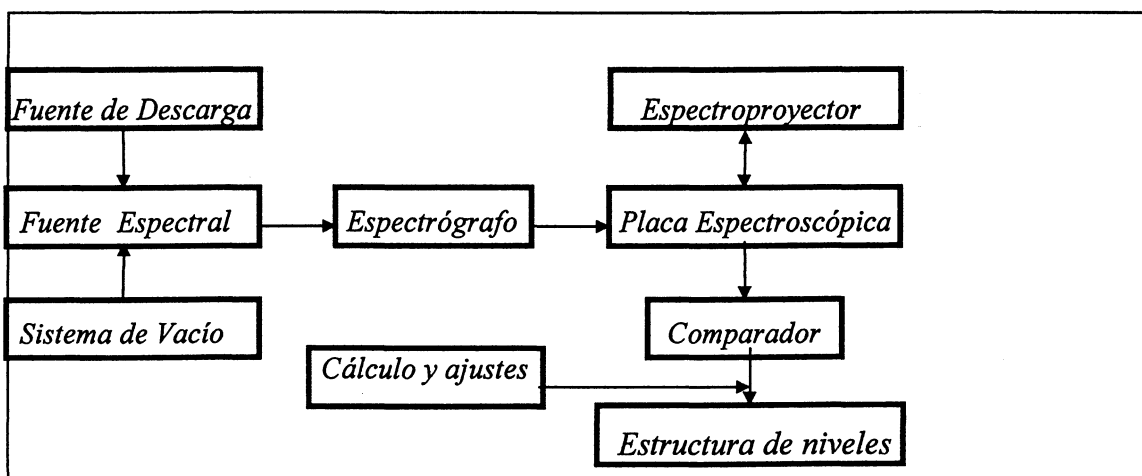 Fuente de Descarga
Espectroproyector
Fuente Espectral
Espectrógrafo
Placa Espectroscópica
Sistema de Vacío
Comparador
Cálculo y ajustes
Estructura de niveles